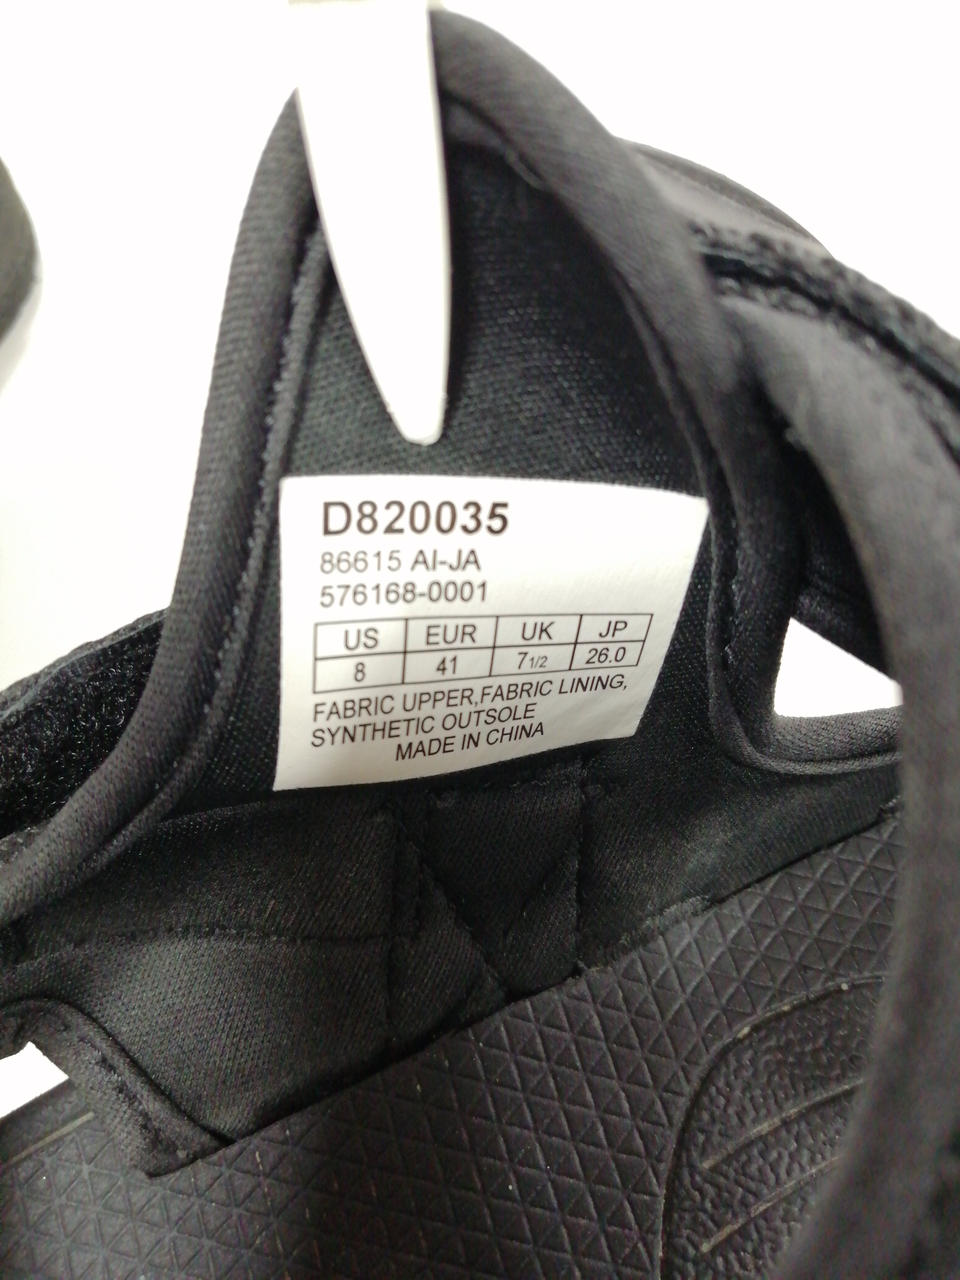 D820035
86615 AI-JA
576168-0001
US EUR UK JP
8 41 7 1/2 26.0
FABRIC UPPER,FABRIC LINING,
SYNTHETIC OUTSOLE
MADE IN CHINA